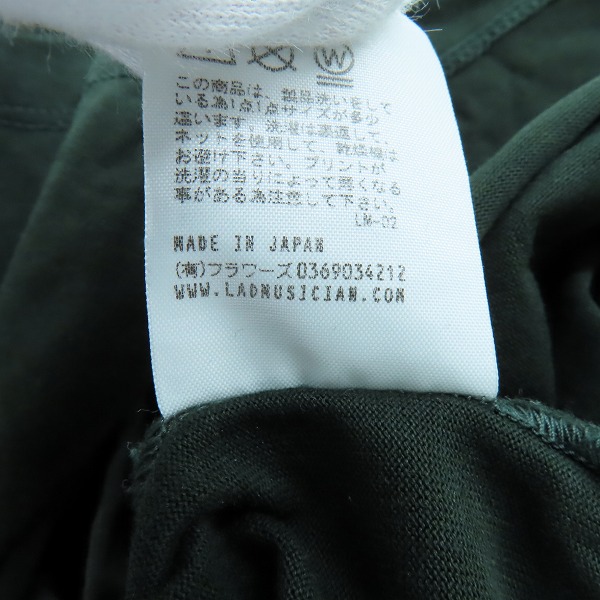 この商品は、製品洗いをして
いる為1点1点サイズが多少
違います 洗濯は裏返して、
ネットを使用して、乾燥機は
お避け下さい。プリントが
洗濯の当りによって薄くなる
事がある為注意して下さい。
LM-02
MADE IN JAPAN
(有)フラワーズ0369034212
WWW.LADMUSICIAN.COM